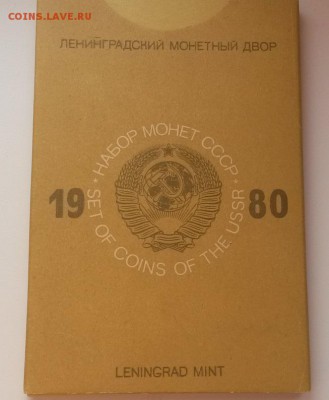 COINS.LAVE.RU
ЛЕНИНГРАДСКИЙ МОНЕТНЫЙ ДВОР
НАБОР МОНЕТ СССР
19 80
SET OF COINS OF THE USSR
LENINGRAD MINT